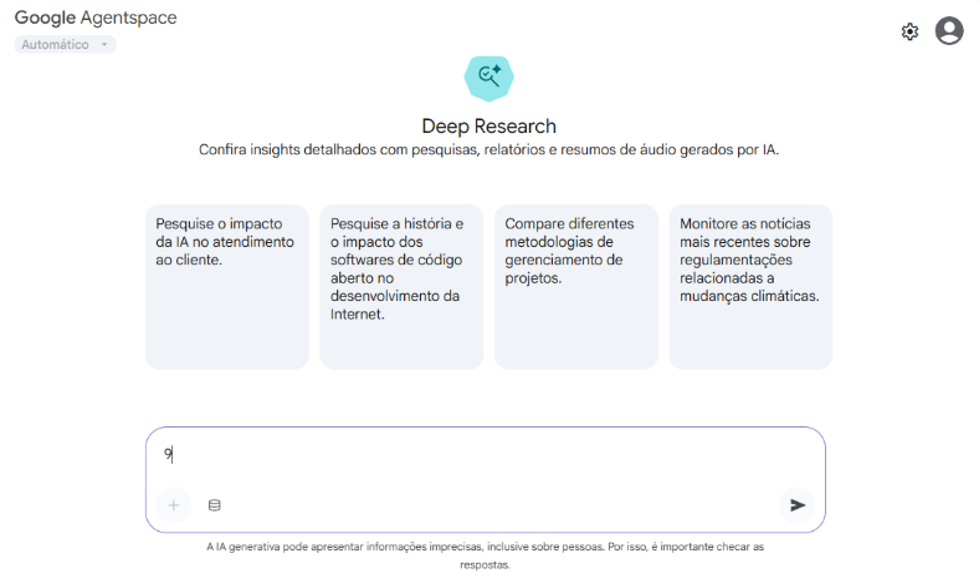 Google Agentspace
Automático
Deep Research
Confira insights detalhados com pesquisas, relatórios e resumos de áudio gerados por IA.
Pesquise o impacto
da IA no atendimento
ao cliente.
Pesquise a história e
o impacto dos
softwares de código
aberto no
desenvolvimento da
Internet.
Compare diferentes
metodologias de
gerenciamento de
projetos.
Monitore as notícias
mais recentes sobre
regulamentações
relacionadas a
mudanças climáticas.
9
A IA generativa pode apresentar informações imprecisas, inclusive sobre pessoas. Por isso, é importante checar as
respostas.